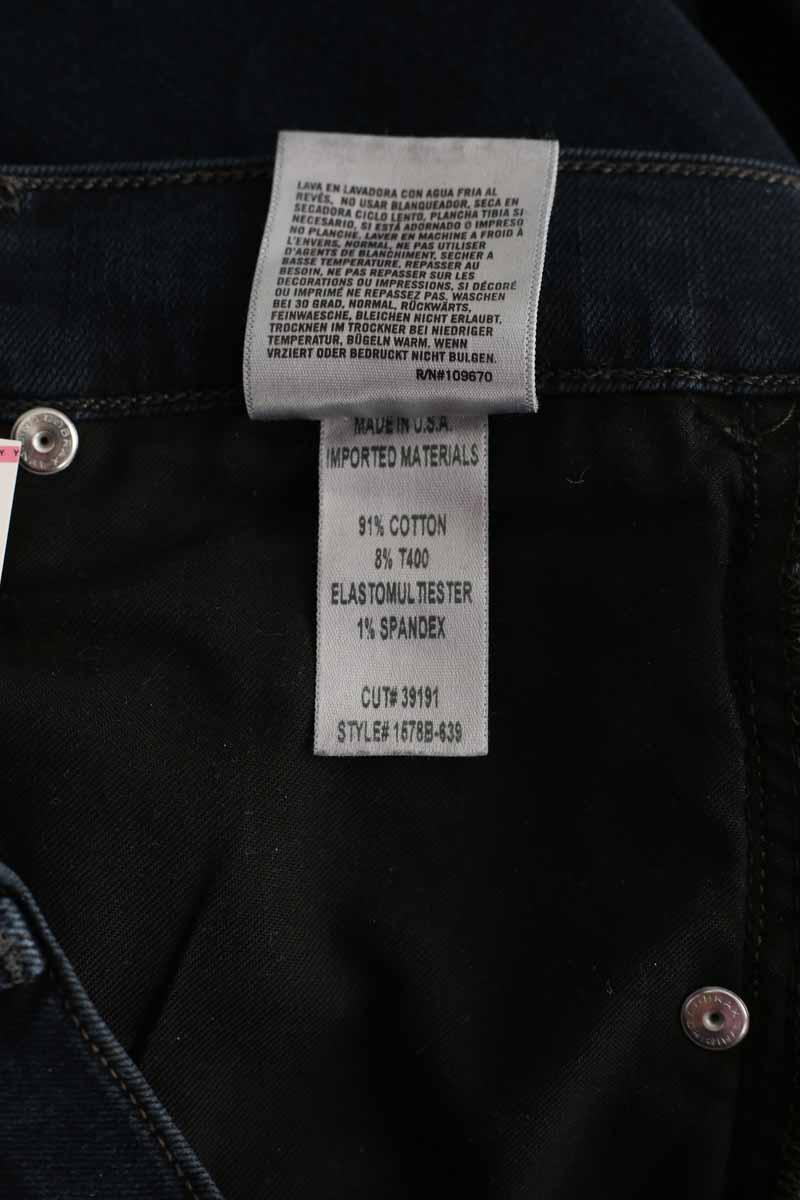 LAVA EN LAVADORA CON AGUA FRIA AL
REVÉS, NO USAR BLANQUEADOR, SECA EN
SECADORA CICLO LENTO, PLANCHA TIBIA SI
NECESARIO, SI ESTÁ ADORNADO O IMPRESO
NO PLANCHE. LAVER EN MACHINE A FROID À
L'ENVERS, NORMAL, NE PAS UTILISER
D'AGENTS DE BLANCHIMENT, SECHER A
BASSE TEMPERATURE, REPASSER AU
BESOIN, NE PAS REPASSER SUR LES
DECORATIONS OU IMPRESSIONS, SI DÉCORÉ
OU IMPRIMÉ NE REPASSEZ PAS. WASCHEN
BEI 30 GRAD, NORMAL, RÜCKWÄRTS,
FEINWAESCHE, BLEICHEN NICHT ERLAUBT,
TROCKNEN IM TROCKNER BEI NIEDRIGER
TEMPERATUR, BÜGELN WARM. WENN
VRZIERT ODER BEDRUCKT NICHT BULGEN.
R/N#109670
MADE IN U.S.A.
IMPORTED MATERIALS
91% COTTON
8% T400
ELASTOMULTIESTER
1% SPANDEX
CUT# 39191
STYLE# 1578B-639